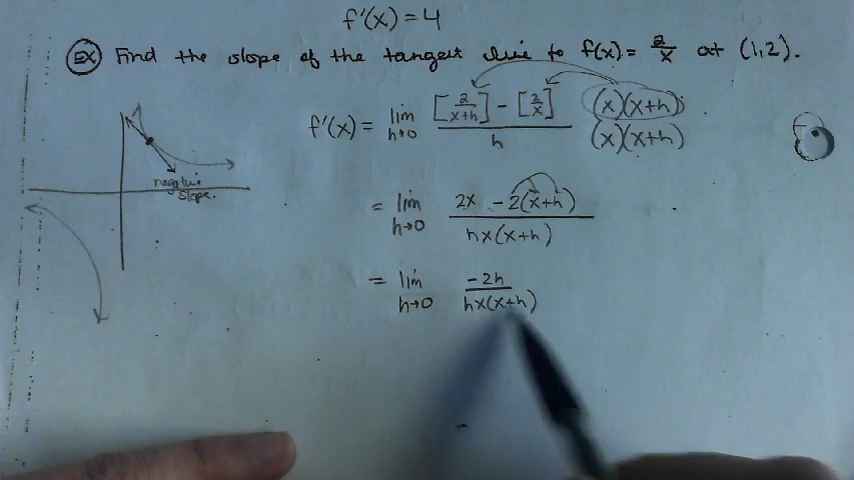 f'(x) = 4
EX Find the slope of the tangent line to f(x) = 2/x at (1,2).
f'(x) = lim h→0 [2/(x+h)] - [2/x] / h (x)(x+h) / (x)(x+h)
negative slope.
= lim h→0 2x - 2(x+h) / hx(x+h)
= lim h→0 -2h / hx(x+h)